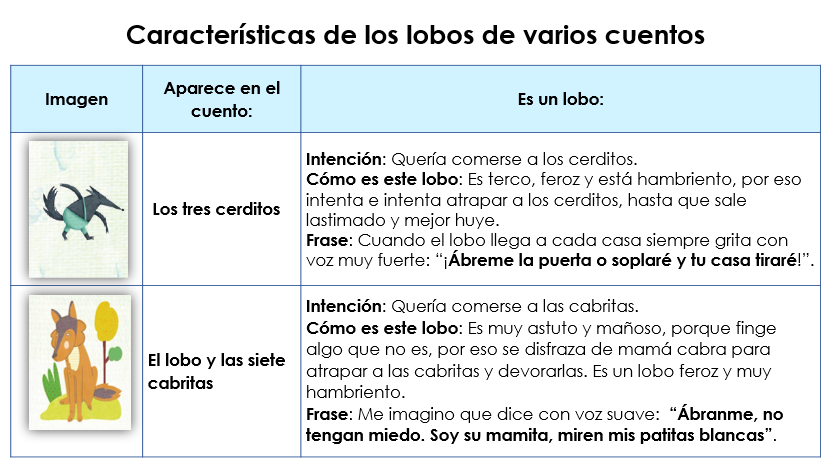 Características de los lobos de varios cuentos
Imagen
Aparece en el
cuento:
Es un lobo:
Los tres cerditos
Intención: Quería comerse a los cerditos.
Cómo es este lobo: Es terco, feroz y está hambriento, por eso
intenta e intenta atrapar a los cerditos, hasta que sale
lastimado y mejor huye.
Frase: Cuando el lobo llega a cada casa siempre grita con
voz muy fuerte: “¡Ábreme la puerta o soplaré y tu casa tiraré!”.
El lobo y las siete
cabritas
Intención: Quería comerse a las cabritas.
Cómo es este lobo: Es muy astuto y mañoso, porque finge
algo que no es, por eso se disfraza de mamá cabra para
atrapar a las cabritas y devorarlas. Es un lobo feroz y muy
hambriento.
Frase: Me imagino que dice con voz suave: “Ábranme, no
tengan miedo. Soy su mamita, miren mis patitas blancas”.